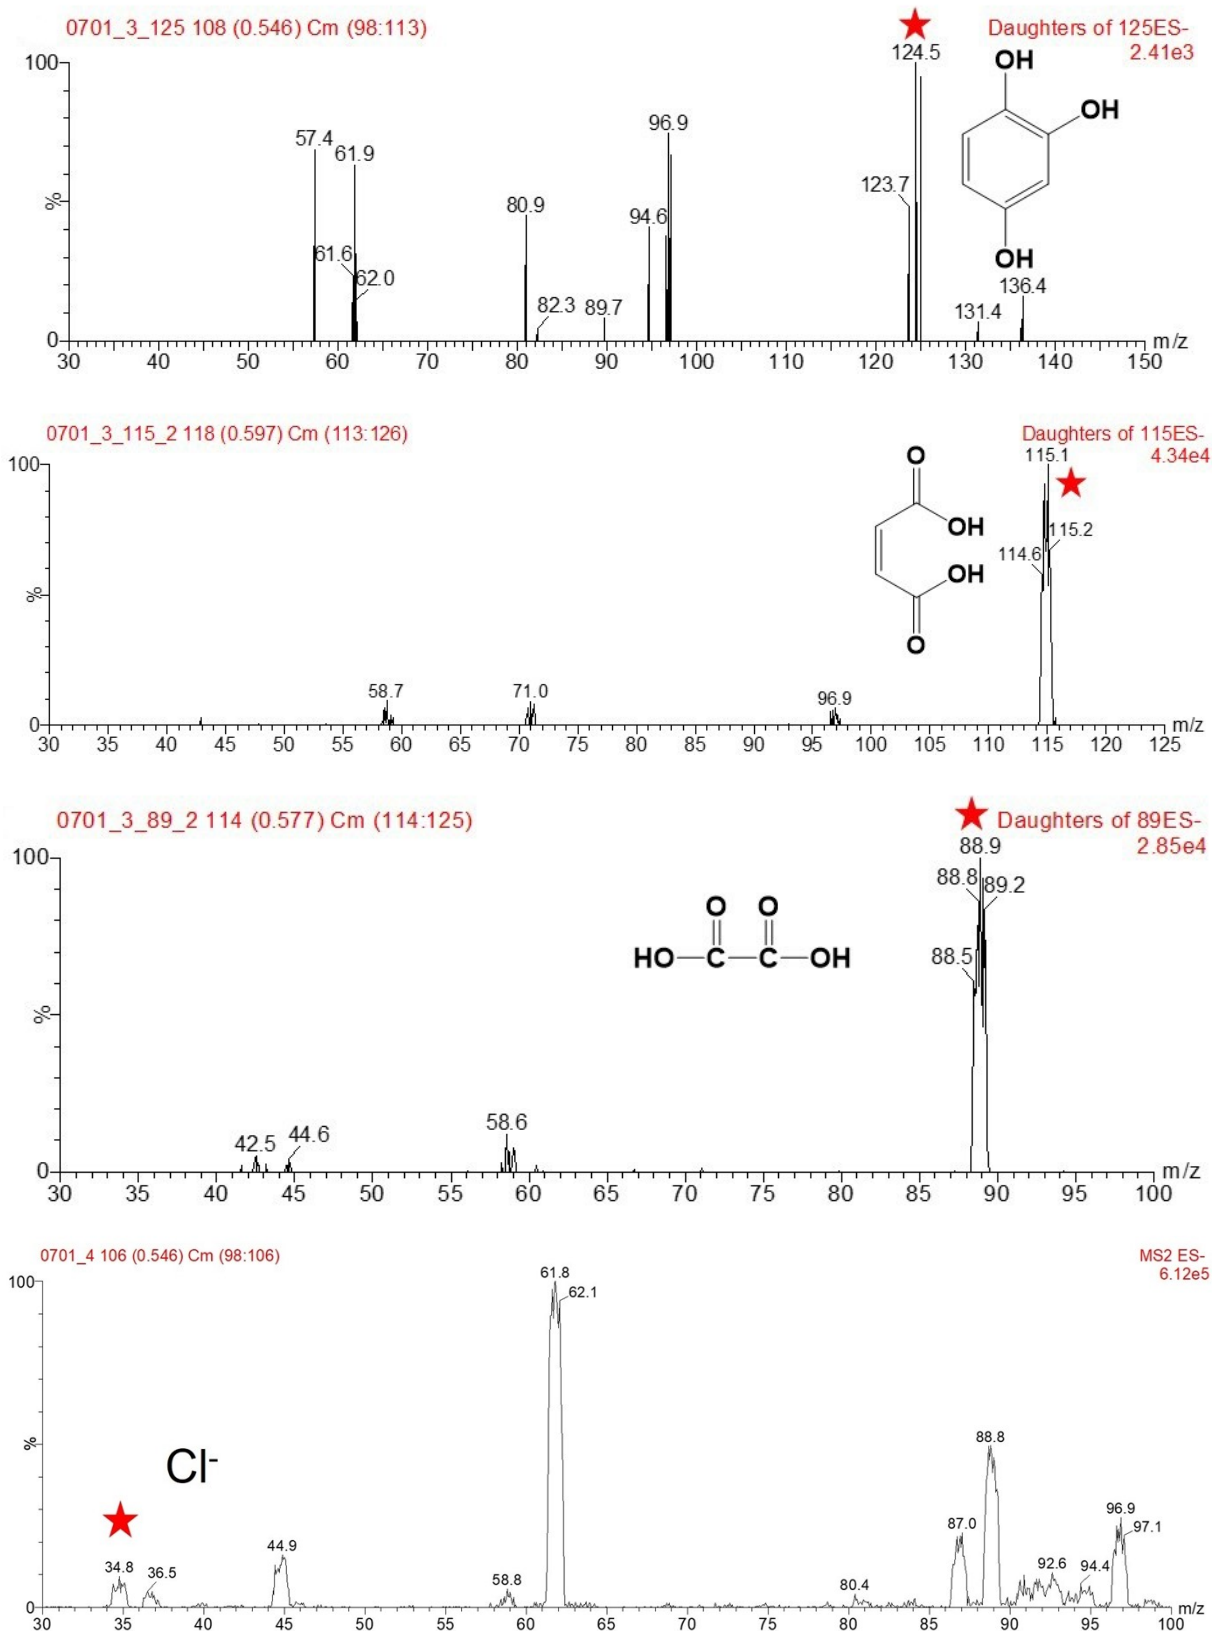 0701_3_125 108 (0.546) Cm (98:113)
Daughters of 125ES-
2.41e3
100
%
0
124.5
57.4
61.9
96.9
123.7
80.9
94.6
61.6
62.0
82.3
89.7
131.4
136.4
OH
OH
OH
30 40 50 60 70 80 90 100 110 120 130 140 150 m/z
0701_3_115_2 118 (0.597) Cm (113:126)
Daughters of 115ES-
4.34e4
100
%
0
115.1
115.2
114.6
58.7
71.0
96.9
O
OH
OH
O
30 35 40 45 50 55 60 65 70 75 80 85 90 95 100 105 110 115 120 125 m/z
0701_3_89_2 114 (0.577) Cm (114:125)
Daughters of 89ES-
2.85e4
100
%
0
88.9
88.8
89.2
88.5
58.6
42.5
44.6
O O
HO C C OH
30 35 40 45 50 55 60 65 70 75 80 85 90 95 100 m/z
0701_4 106 (0.546) Cm (98:106)
MS2 ES-
6.12e5
100
%
0
61.8
62.1
88.8
Cl-
87.0
96.9
97.1
34.8
36.5
44.9
58.8
80.4
92.6
94.4
30 35 40 45 50 55 60 65 70 75 80 85 90 95 100 m/z